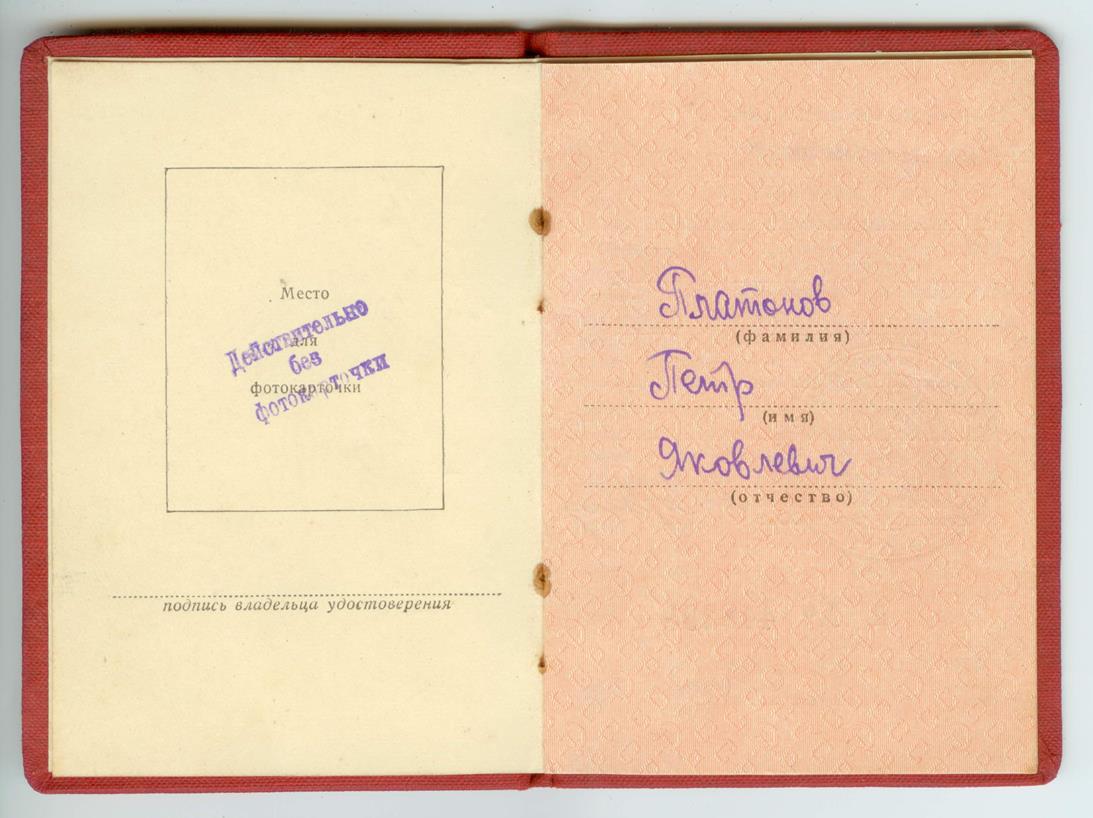 Место
для
фотокарточки
Действительно
без
фотокарточки
подпись владельца удостоверения
Платонов
(фамилия)
Петр
(имя)
Яковлевич
(отчество)